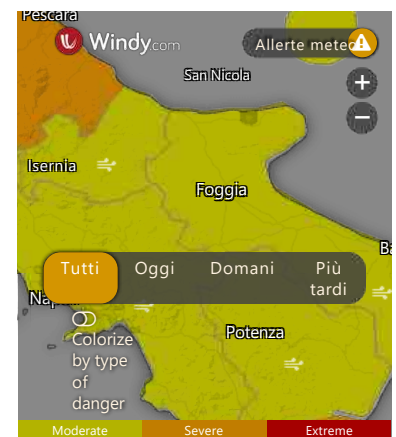 Pescara
Windy.com
Allerte meteo
San Nicola
+
−
Isernia
Foggia
Tutti
Oggi
Domani
Più
tardi
Potenza
Colorize
by type
of
danger
Moderate
Severe
Extreme